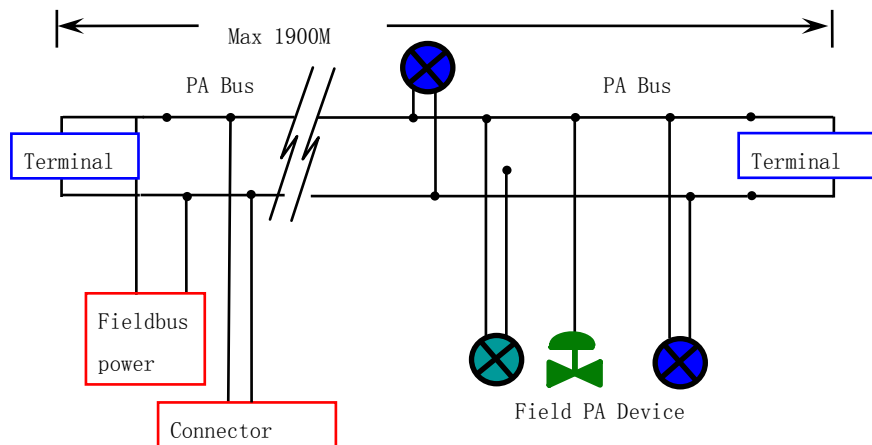 Max 1900M
PA Bus
PA Bus
Terminal
Terminal
Fieldbus
power
Field PA Device
Connector